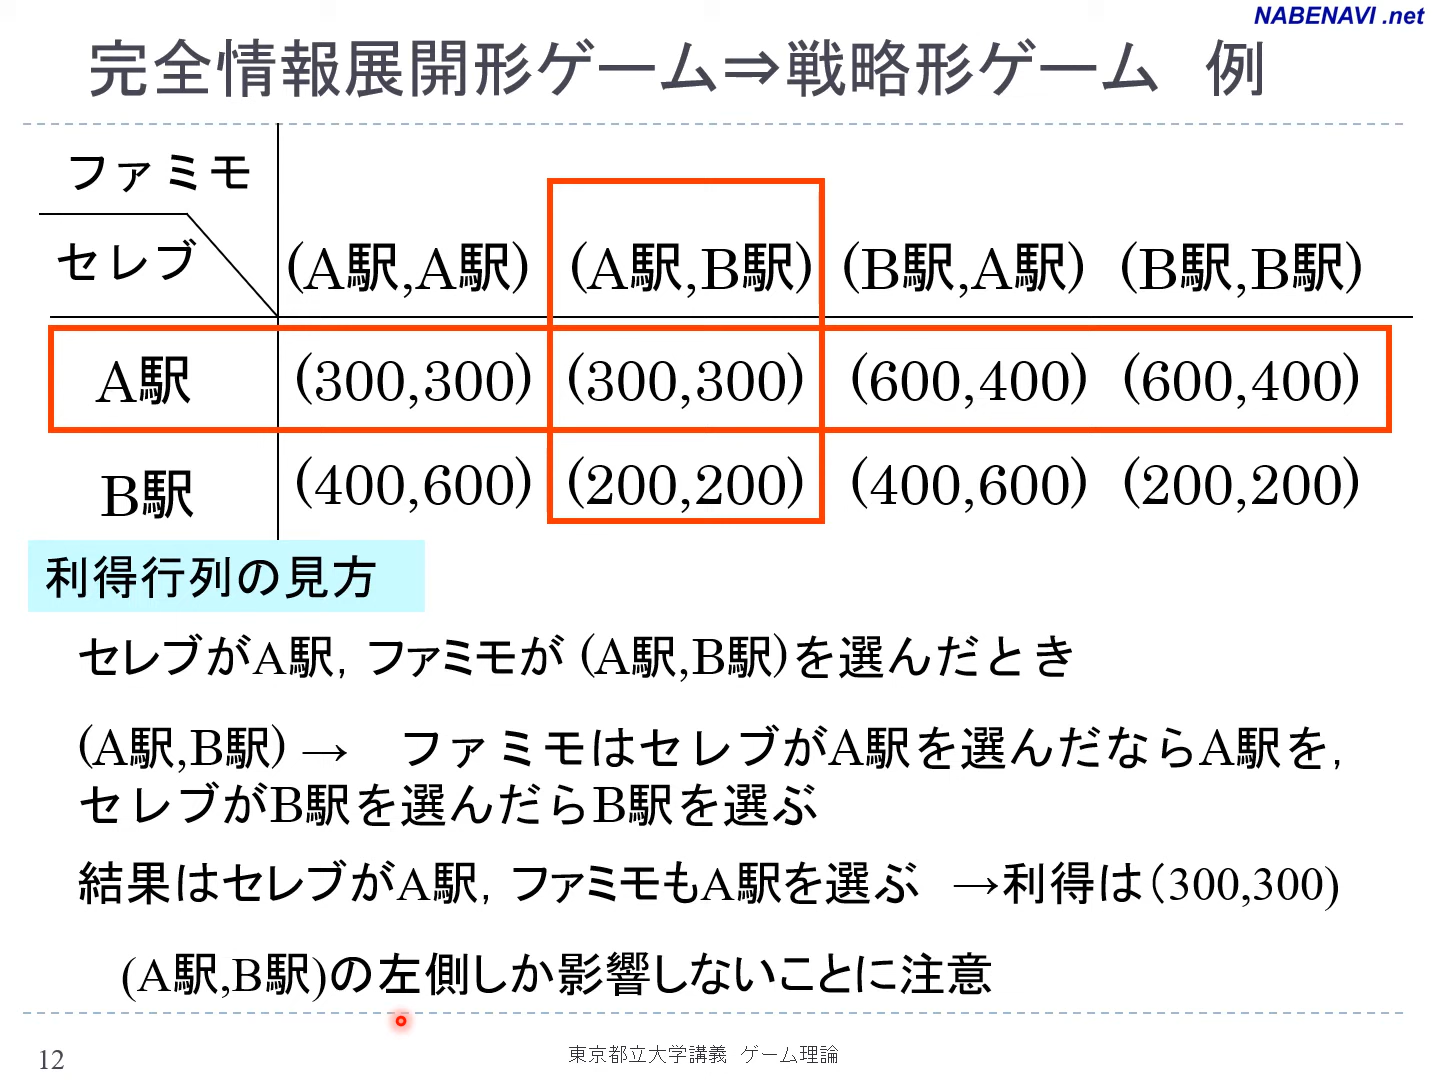 NABENAVI .net
完全情報展開形ゲーム⇒戦略形ゲーム　例
ファミモ
セレブ
(A駅,A駅) (A駅,B駅) (B駅,A駅) (B駅,B駅)
A駅 (300,300) (300,300) (600,400) (600,400)
B駅 (400,600) (200,200) (400,600) (200,200)
利得行列の見方
セレブがA駅，ファミモが (A駅,B駅)を選んだとき
(A駅,B駅) →　ファミモはセレブがA駅を選んだならA駅を，
セレブがB駅を選んだらB駅を選ぶ
結果はセレブがA駅，ファミモもA駅を選ぶ　→利得は（300,300)
(A駅,B駅)の左側しか影響しないことに注意
12
東京都立大学講義　ゲーム理論